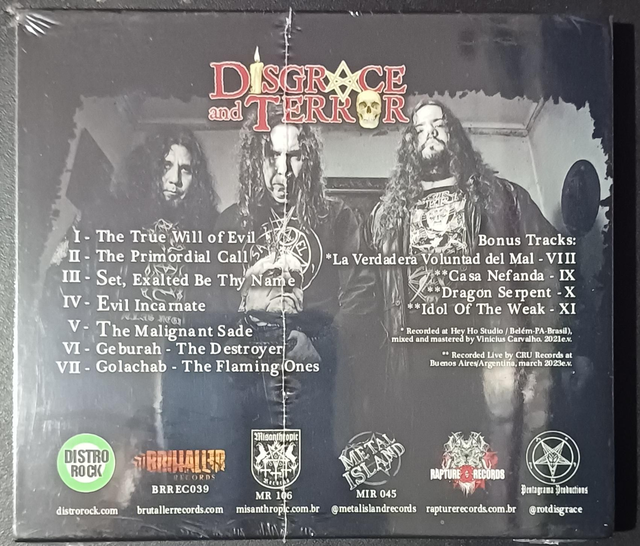 DISGRACE
and TERROR
I - The True Will of Evil
II - The Primordial Call
III - Set, Exalted Be Thy Name
IV - Evil Incarnate
V - The Malignant Sade
VI - Geburah - The Destroyer
VII - Golachab - The Flaming Ones
Bonus Tracks:
*La Verdadera Voluntad del Mal - VIII
**Casa Nefanda - IX
**Dragon Serpent - X
**Idol Of The Weak - XI
* Recorded at Hey Ho Studio / Belém-PA-Brasil),
mixed and mastered by Vinicius Carvalho. 2021e.v.
** Recorded Live by CRU Records at
Buenos Aires/Argentina, march 2023e.v.
DISTRO
ROCK
distrorock.com
BRUTALLER
RECORDS
BRREC039
brutallerrecords.com
Misanthropic
Records
MR 106
misanthropic.com.br
METAL
ISLAND
MIR 045
@metalislandrecords
RAPTURE RECORDS
rapturerecords.com.br
Pentagrama Productions
@rotdisgrace